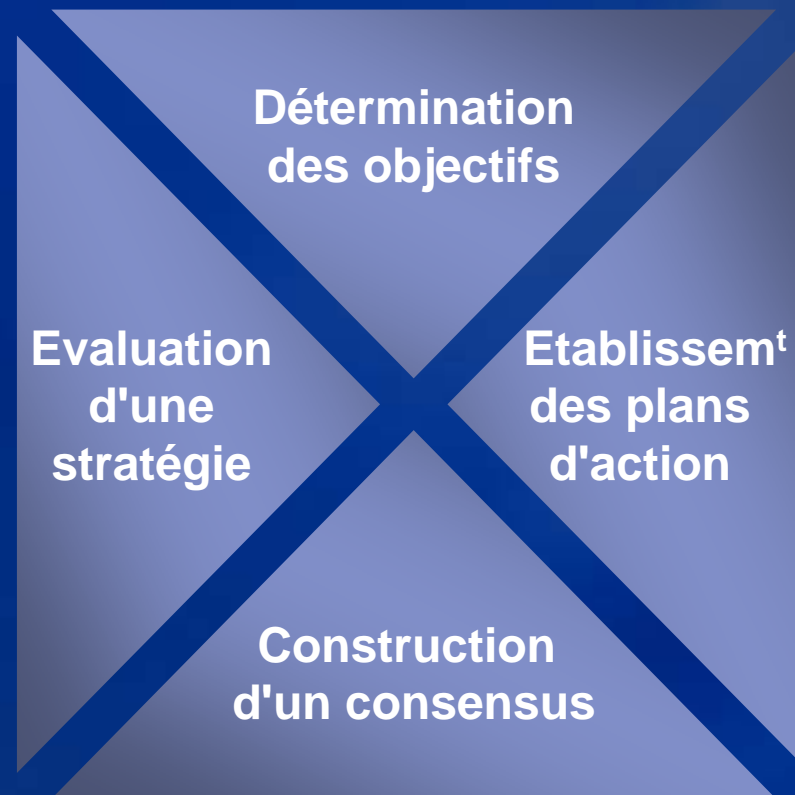 Détermination
des objectifs
Evaluation
d'une
stratégie
Etablissemᵗ
des plans
d'action
Construction
d'un consensus